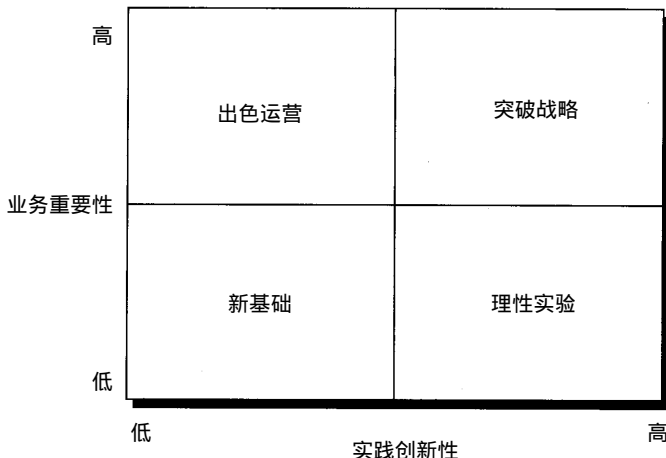 高
出色运营
突破战略
业务重要性
新基础
理性实验
低
低
高
实践创新性